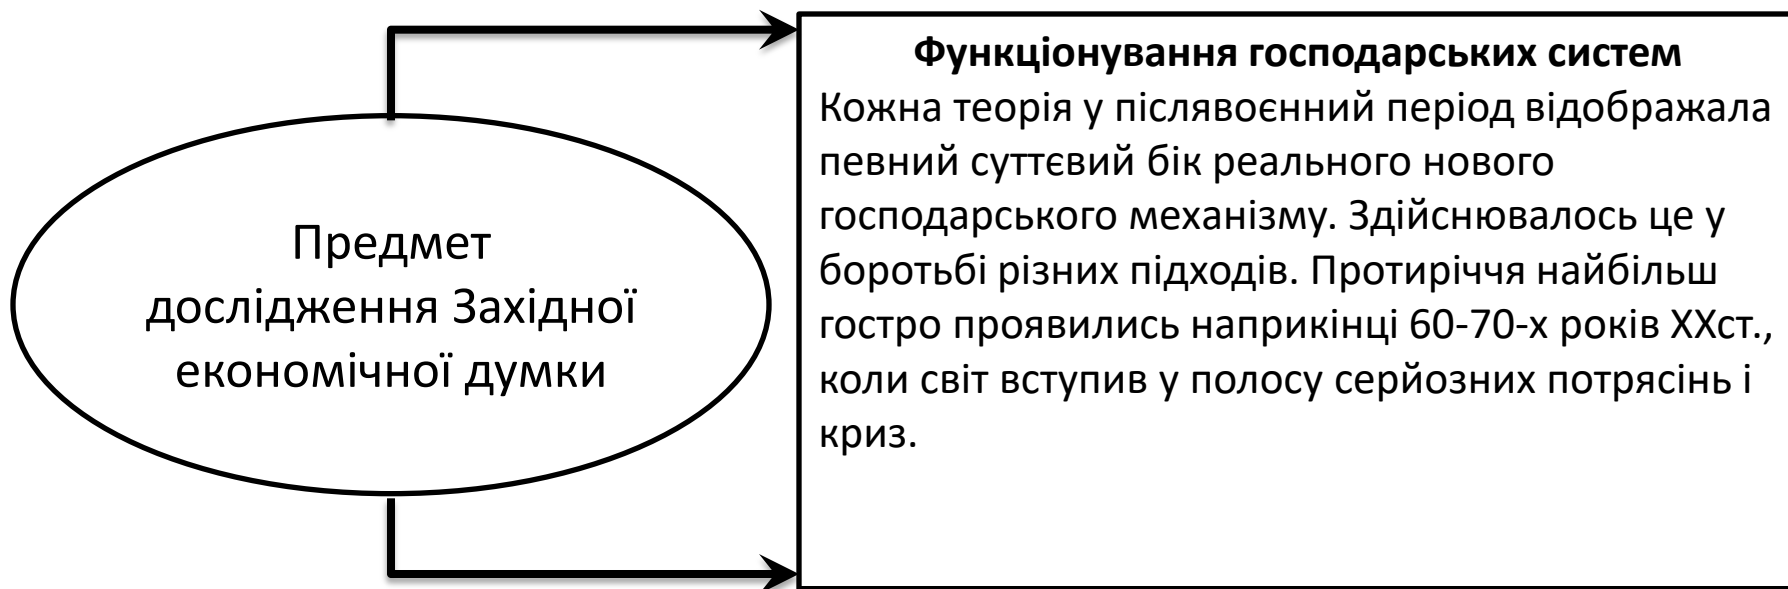 Предмет
дослідження Західної
економічної думки
Функціонування господарських систем
Кожна теорія у післявоєнний період відображала
певний суттєвий бік реального нового
господарського механізму. Здійснювалось це у
боротьбі різних підходів. Протиріччя найбільш
гостро проявились наприкінці 60-70-х років ХХст.,
коли світ вступив у полосу серйозних потрясінь і
криз.